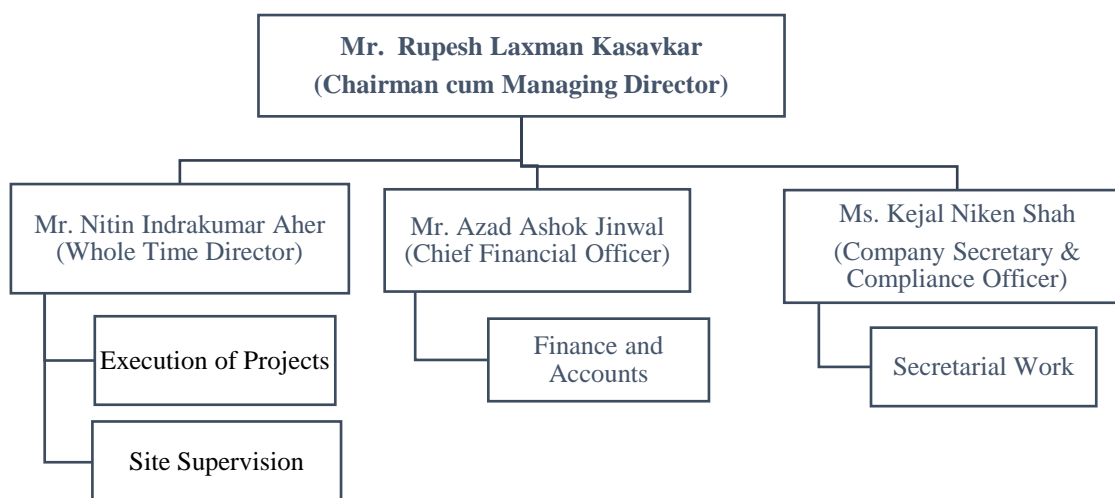 Mr. Rupesh Laxman Kasavkar
(Chairman cum Managing Director)
Mr. Nitin Indrakumar Aher
(Whole Time Director)
Execution of Projects
Site Supervision
Mr. Azad Ashok Jinwal
(Chief Financial Officer)
Finance and
Accounts
Ms. Kejal Niken Shah
(Company Secretary &
Compliance Officer)
Secretarial Work